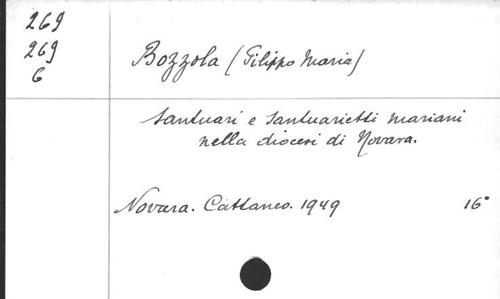 269
269
6
Bozzola (Filippo Maria)
Santuari e santuarietti mariani
nella diocesi di Novara.
Novara. Cattaneo. 1949 16°